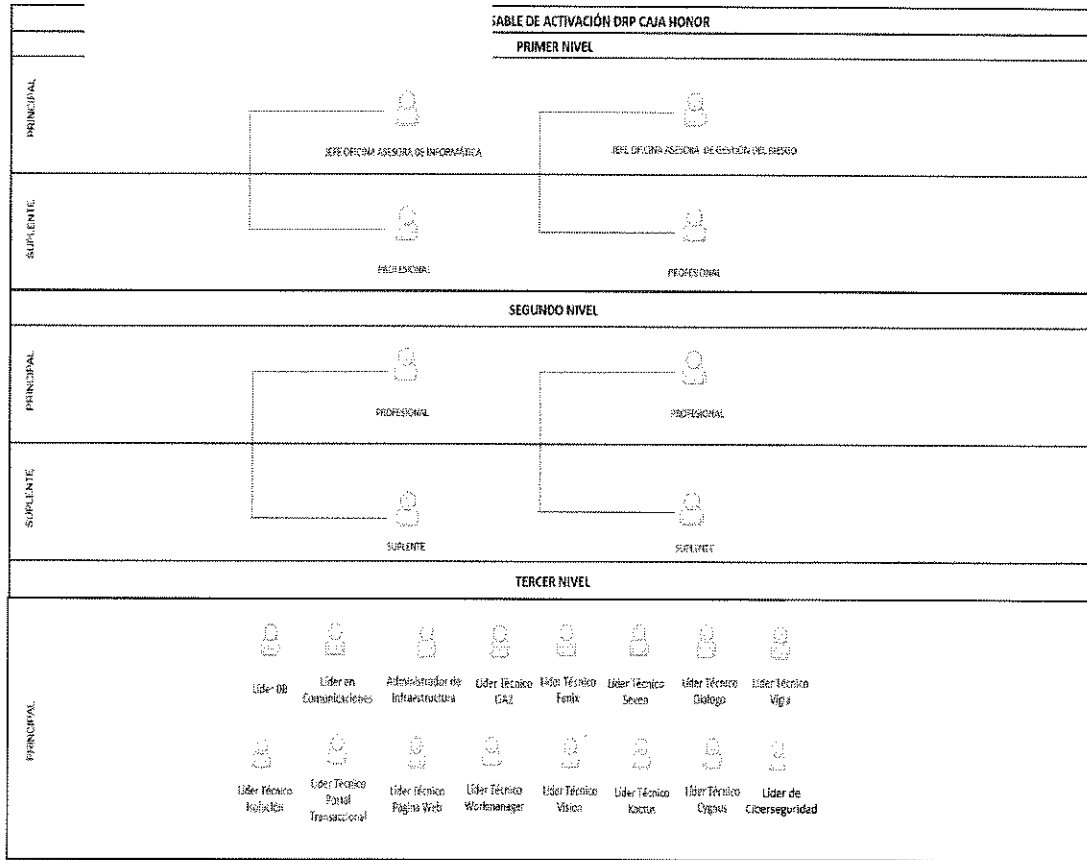 SABLE DE ACTIVACIÓN DRP CAJA HONOR
PRIMER NIVEL
PRINCIPAL
JEFE OFICINA ASESORA DE INFORMÁTICA
JEFE OFICINA ASESORA DE GESTIÓN DEL RIESGO
SUPLENTE
PROFESIONAL
PROFESIONAL
SEGUNDO NIVEL
PRINCIPAL
PROFESIONAL
PROFESIONAL
SUPLENTE
SUPLENTE
SUPLENTE
TERCER NIVEL
PRINCIPAL
Líder DB
Líder en
Comunicaciones
Administrador de
Infraestructura
Líder Técnico
GA2
Líder Técnico
Fenix
Líder Técnico
Seven
Líder Técnico
Dialogo
Líder Técnico
Vigia
Líder Técnico
Isolución
Líder Técnico
Portal
Transaccional
Líder Técnico
Página Web
Líder Técnico
Workmanager
Líder Técnico
Vision
Líder Técnico
Kactus
Líder Técnico
Cygnus
Líder de
Ciberseguridad